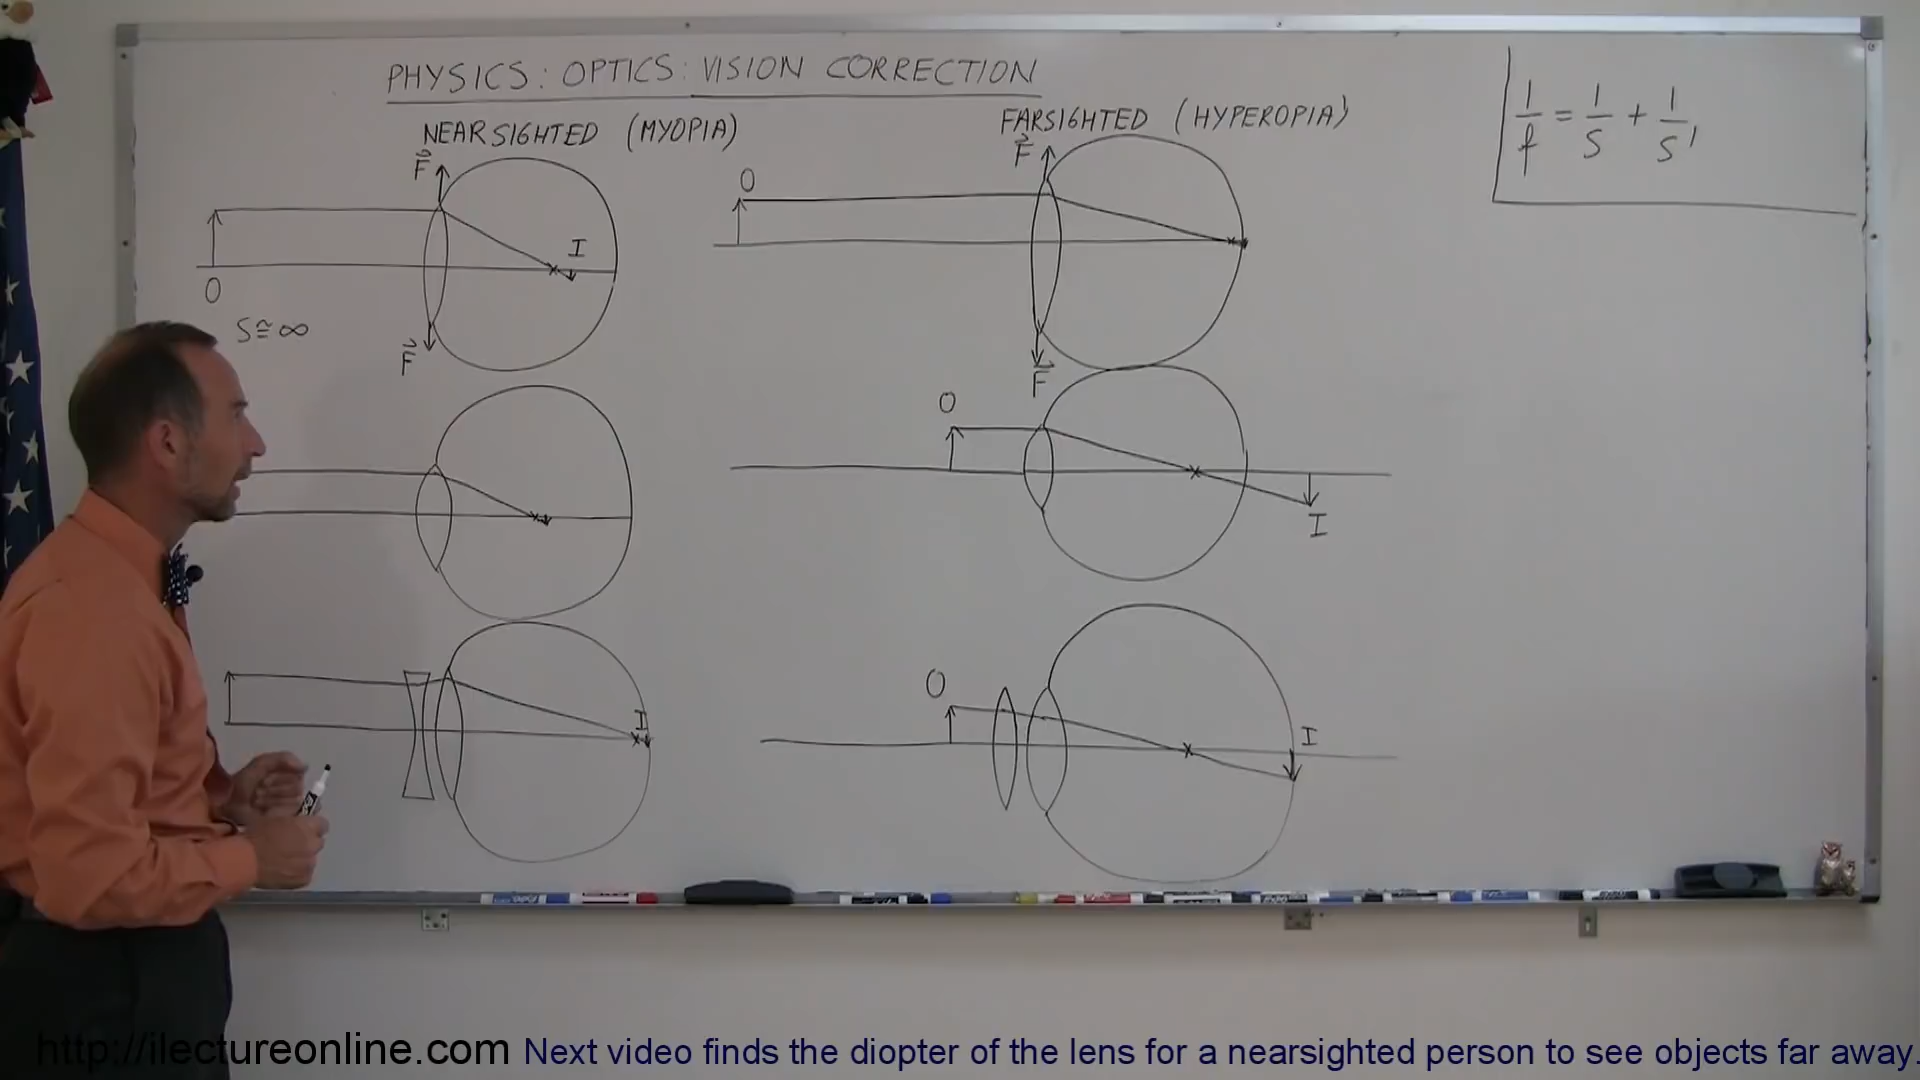 PHYSICS: OPTICS: VISION CORRECTION
NEARSIGHTED (MYOPIA)
FARSIGHTED (HYPEROPIA)
1/f = 1/S + 1/S'
F
O
I
S≅∞
F
I
F
O
F
O
I
O
I
http://ilectureonline.com Next video finds the diopter of the lens for a nearsighted person to see objects far away.